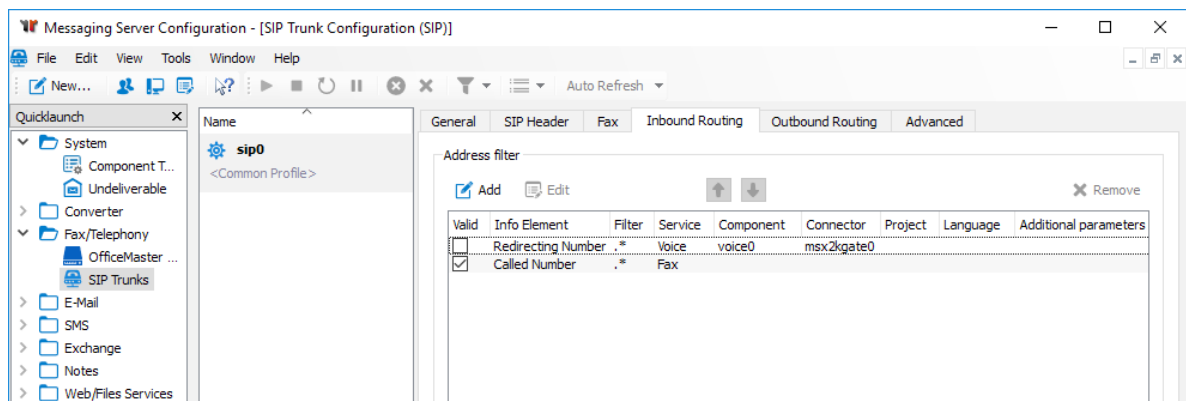 Messaging Server Configuration - [SIP Trunk Configuration (SIP)]
File Edit View Tools Window Help
New... Auto Refresh
Quicklaunch
System
Component T...
Undeliverable
Converter
Fax/Telephony
OfficeMaster ...
SIP Trunks
E-Mail
SMS
Exchange
Notes
Web/Files Services
Name
sip0
<Common Profile>
General SIP Header Fax Inbound Routing Outbound Routing Advanced
Address filter
Add Edit Remove
Valid Info Element Filter Service Component Connector Project Language Additional parameters
Redirecting Number .* Voice voice0 msx2kgate0
Called Number .* Fax